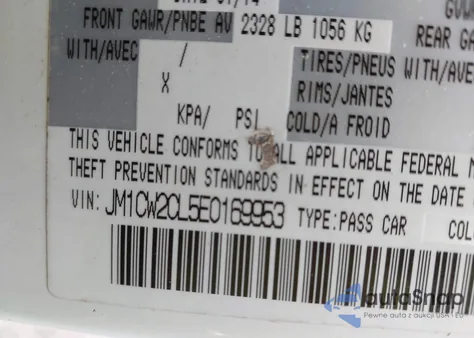 FRONT GAWR/PNBE AV 2328 LB 1056 KG
REAR GA
WITH/AVEC
TIRES/PNEUS WITH/AVE
X
RIMS/JANTES
KPA/ PSI COLD/A FROID
THIS VEHICLE CONFORMS TO ALL APPLICABLE FEDERAL M
THEFT PREVENTION STANDARDS IN EFFECT ON THE DATE
VIN: JM1CW2CL5E0169953 TYPE:PASS CAR COL
autoSnap
Pewne auta z aukcji USA i EU